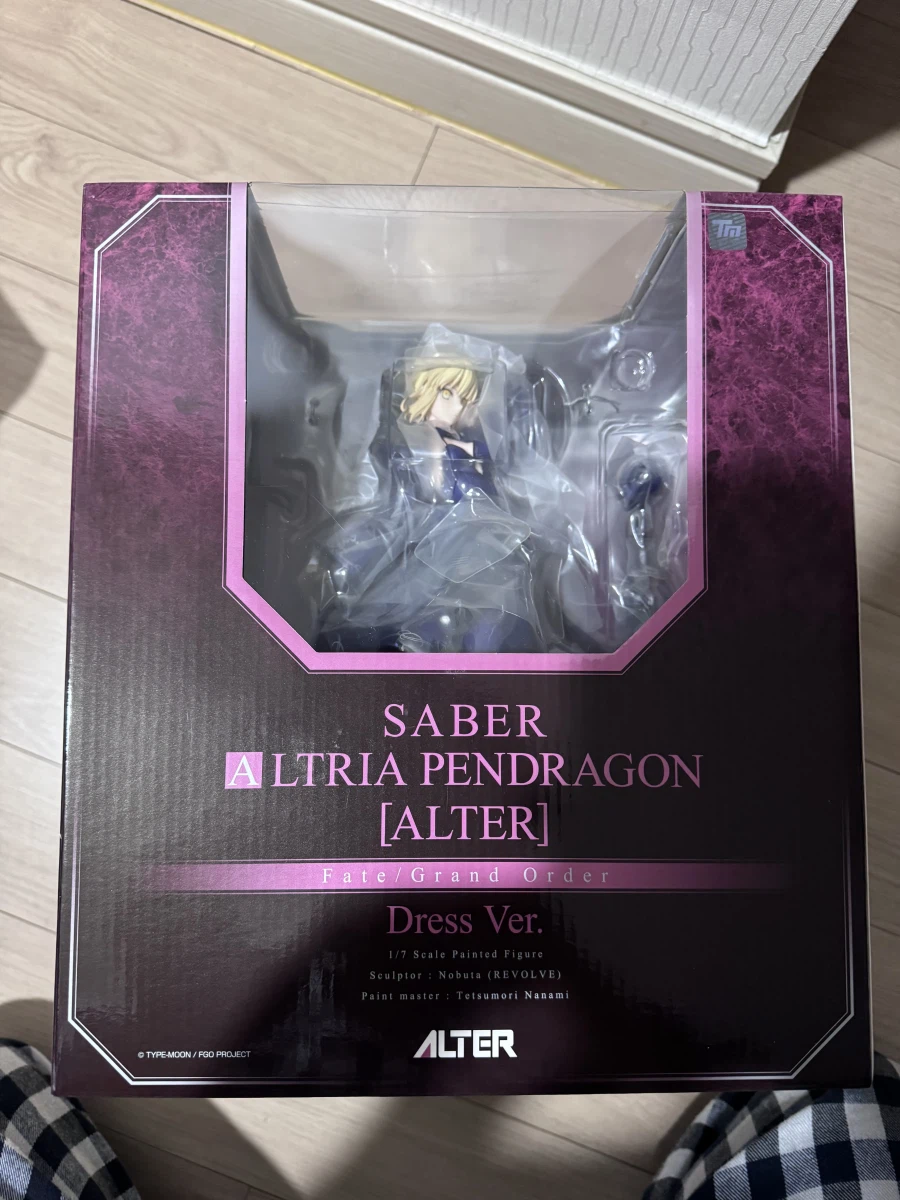 TM
SABER
ALTRIA PENDRAGON
[ALTER]
Fate/Grand Order
Dress Ver.
1/7 Scale Painted Figure
Sculptor : Nobuta (REVOLVE)
Paint master : Tetsumori Nanami
ALTER
© TYPE-MOON / FGO PROJECT